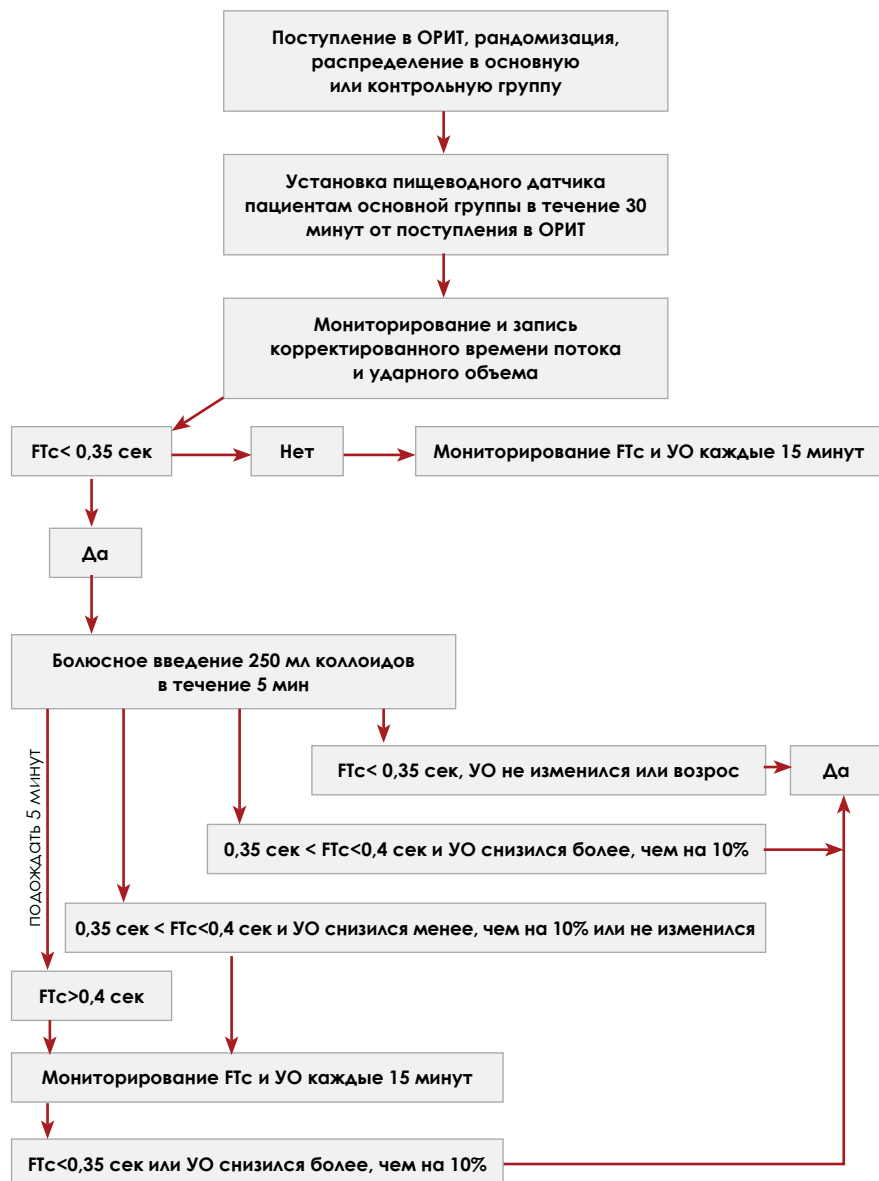 Поступление в ОРИТ, рандомизация,
распределение в основную
или контрольную группу
Установка пищеводного датчика
пациентам основной группы в течение 30
минут от поступления в ОРИТ
Мониторирование и запись
корректированного времени потока
и ударного объема
FTc< 0,35 сек
Нет
Мониторирование FTc и УО каждые 15 минут
Да
Болюсное введение 250 мл коллоидов
в течение 5 мин
подождать 5 минут
FTc< 0,35 сек, УО не изменился или возрос
Да
0,35 сек < FTc<0,4 сек и УО снизился более, чем на 10%
0,35 сек < FTc<0,4 сек и УО снизился менее, чем на 10% или не изменился
FTc>0,4 сек
Мониторирование FTc и УО каждые 15 минут
FTc<0,35 сек или УО снизился более, чем на 10%